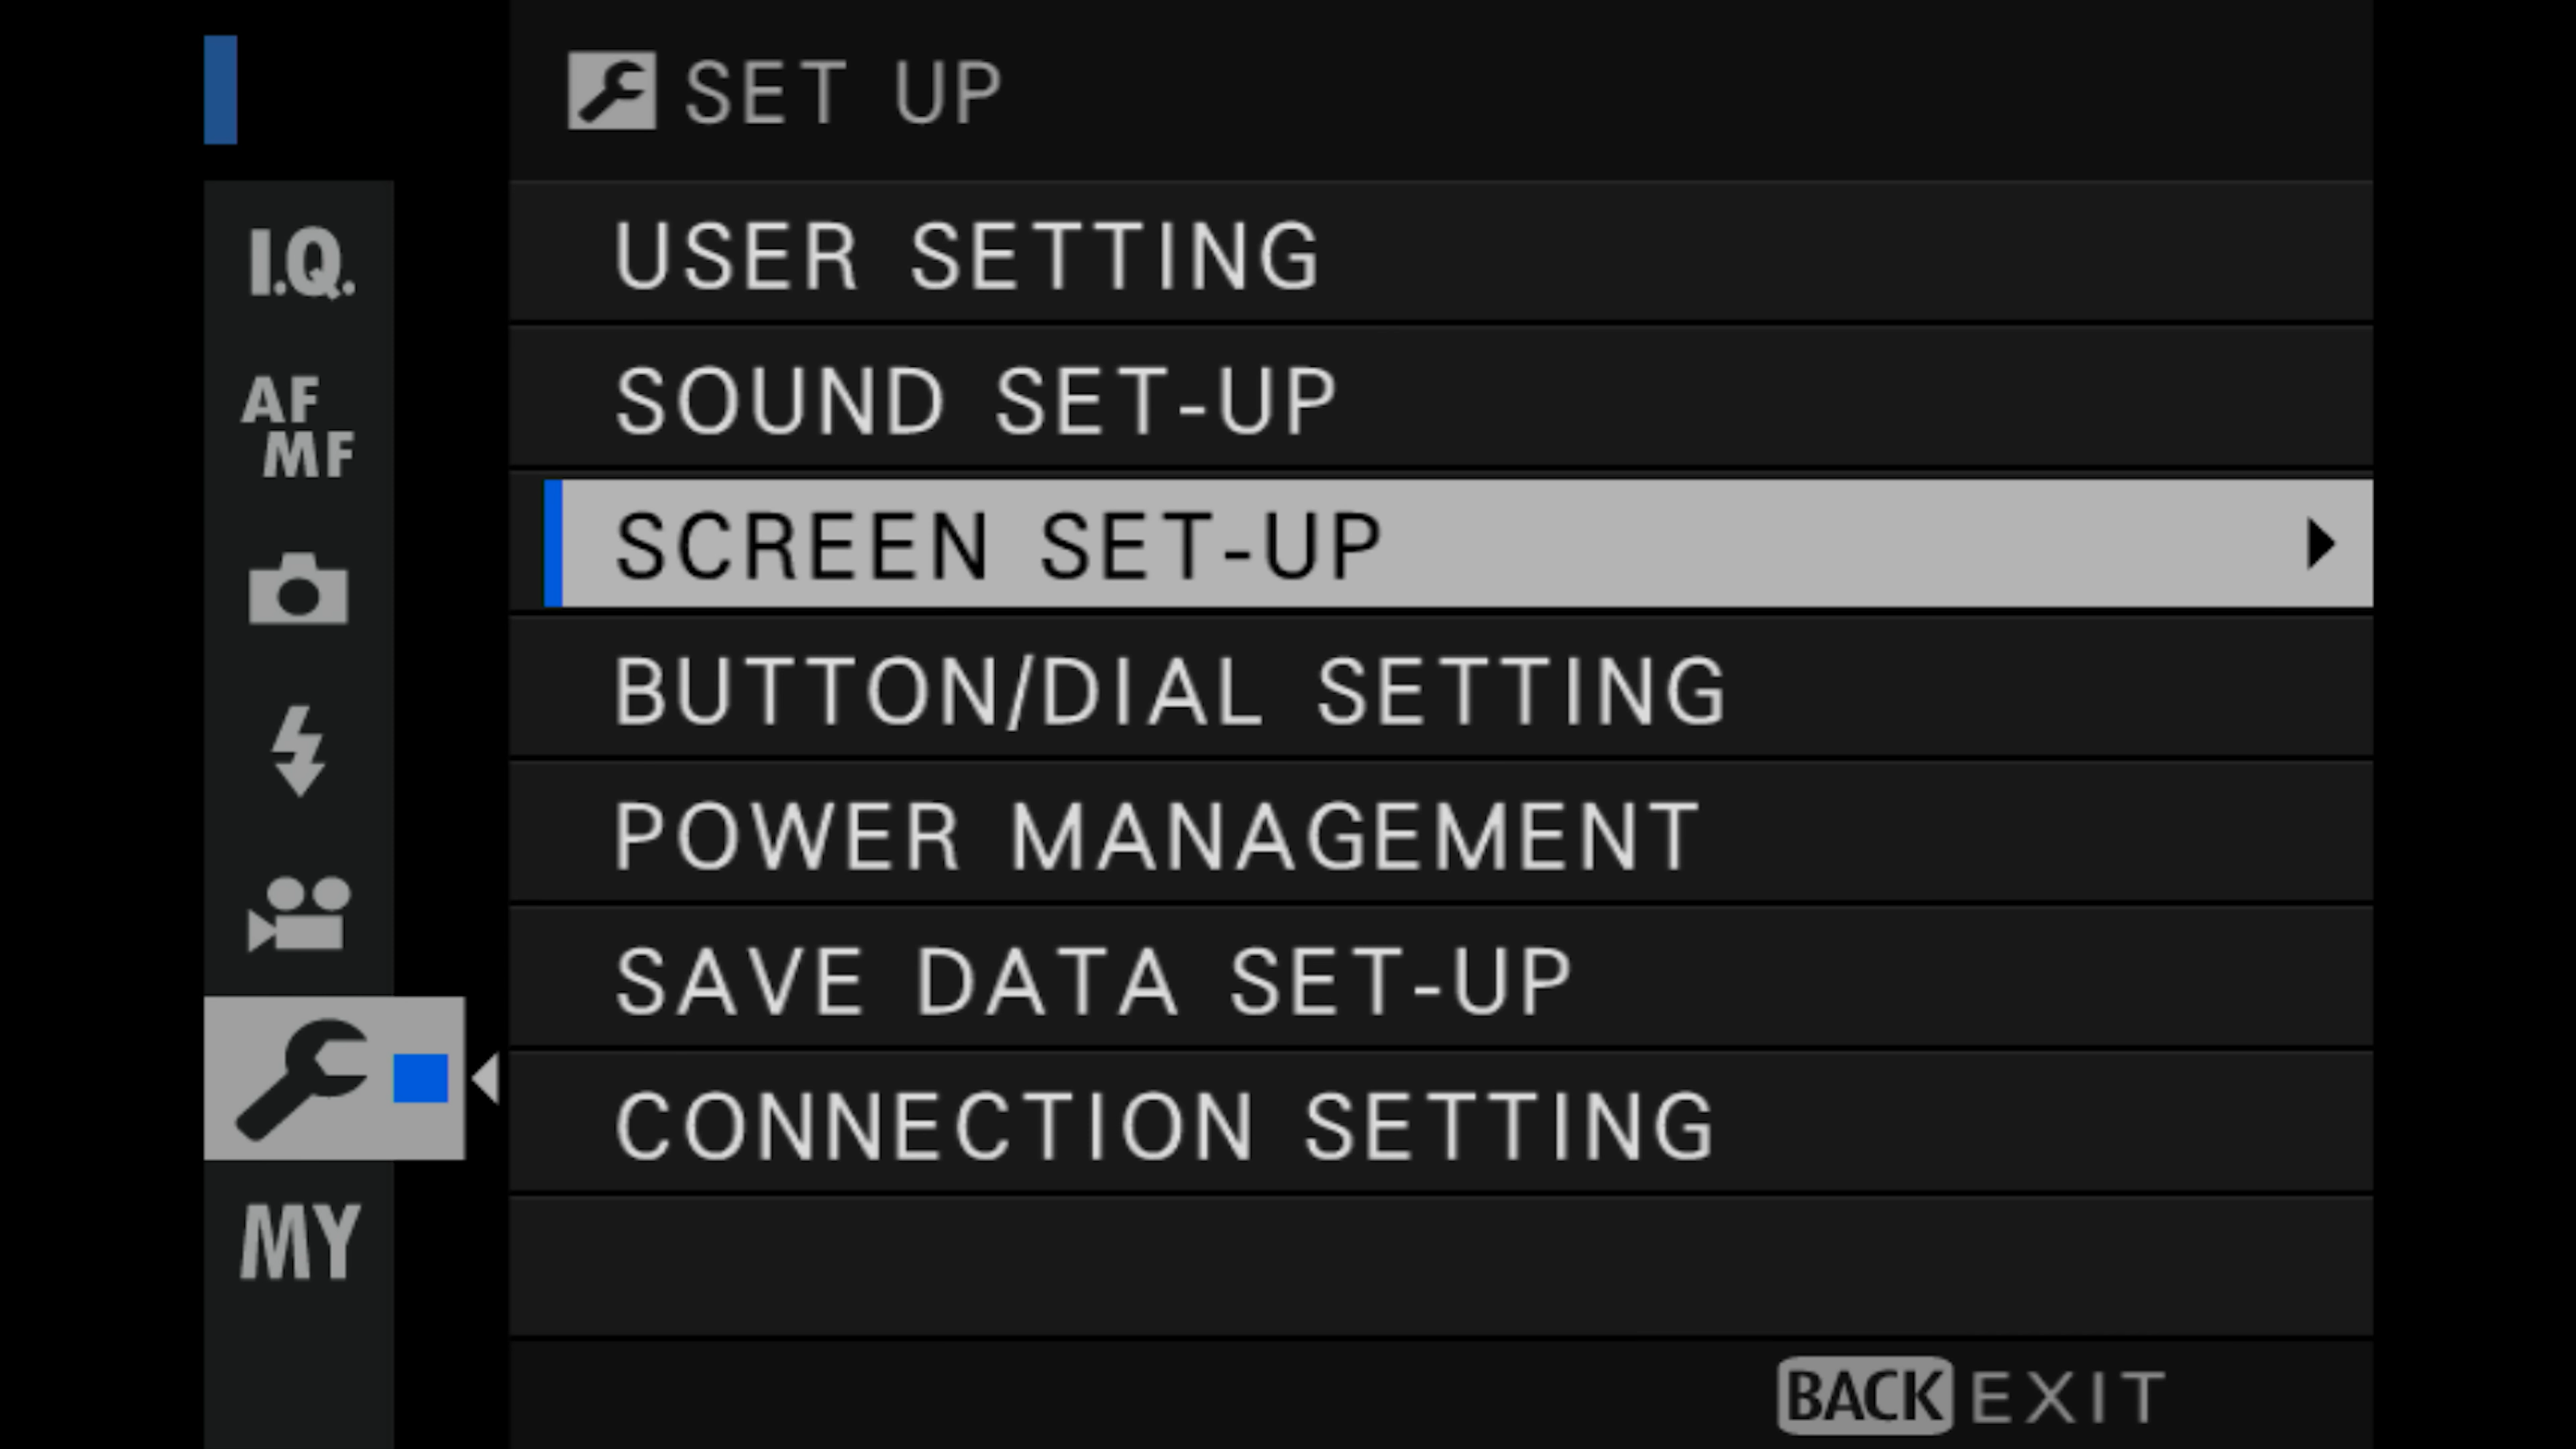 SET UP
I.Q.
USER SETTING
AF
MF
SOUND SET-UP
SCREEN SET-UP
BUTTON/DIAL SETTING
POWER MANAGEMENT
SAVE DATA SET-UP
CONNECTION SETTING
MY
BACK EXIT